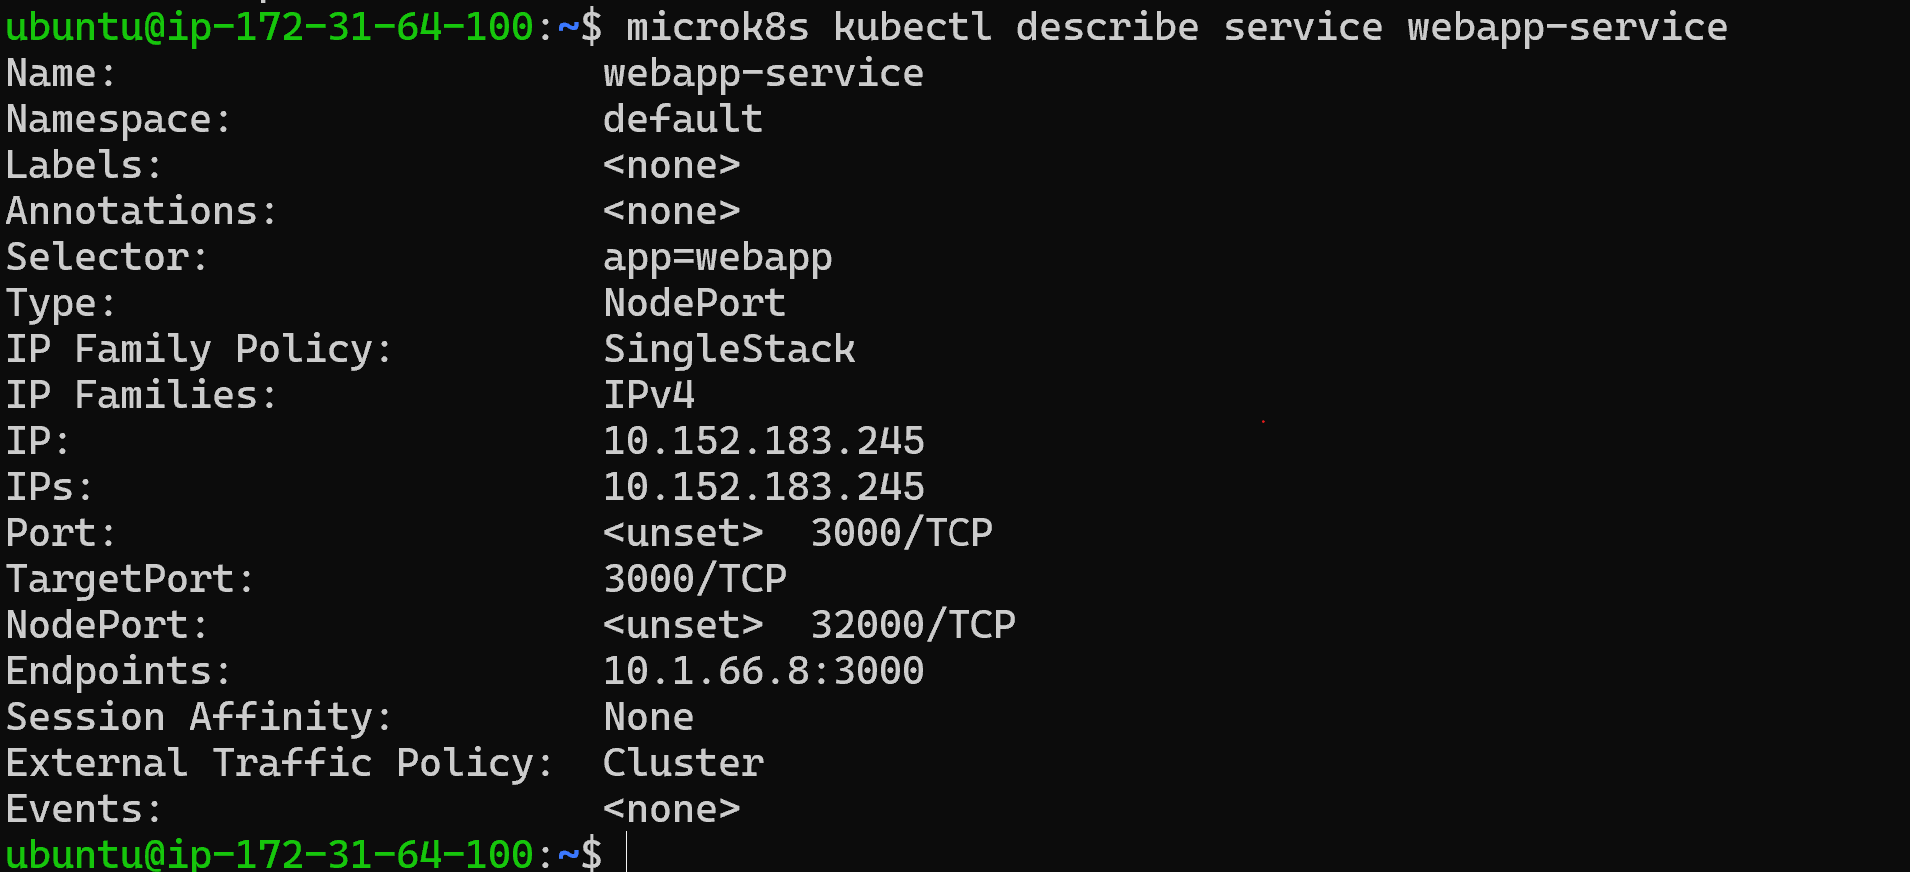 ubuntu@ip-172-31-64-100:~$ microk8s kubectl describe service webapp-service
Name: webapp-service
Namespace: default
Labels: <none>
Annotations: <none>
Selector: app=webapp
Type: NodePort
IP Family Policy: SingleStack
IP Families: IPv4
IP: 10.152.183.245
IPs: 10.152.183.245
Port: <unset> 3000/TCP
TargetPort: 3000/TCP
NodePort: <unset> 32000/TCP
Endpoints: 10.1.66.8:3000
Session Affinity: None
External Traffic Policy: Cluster
Events: <none>
ubuntu@ip-172-31-64-100:~$